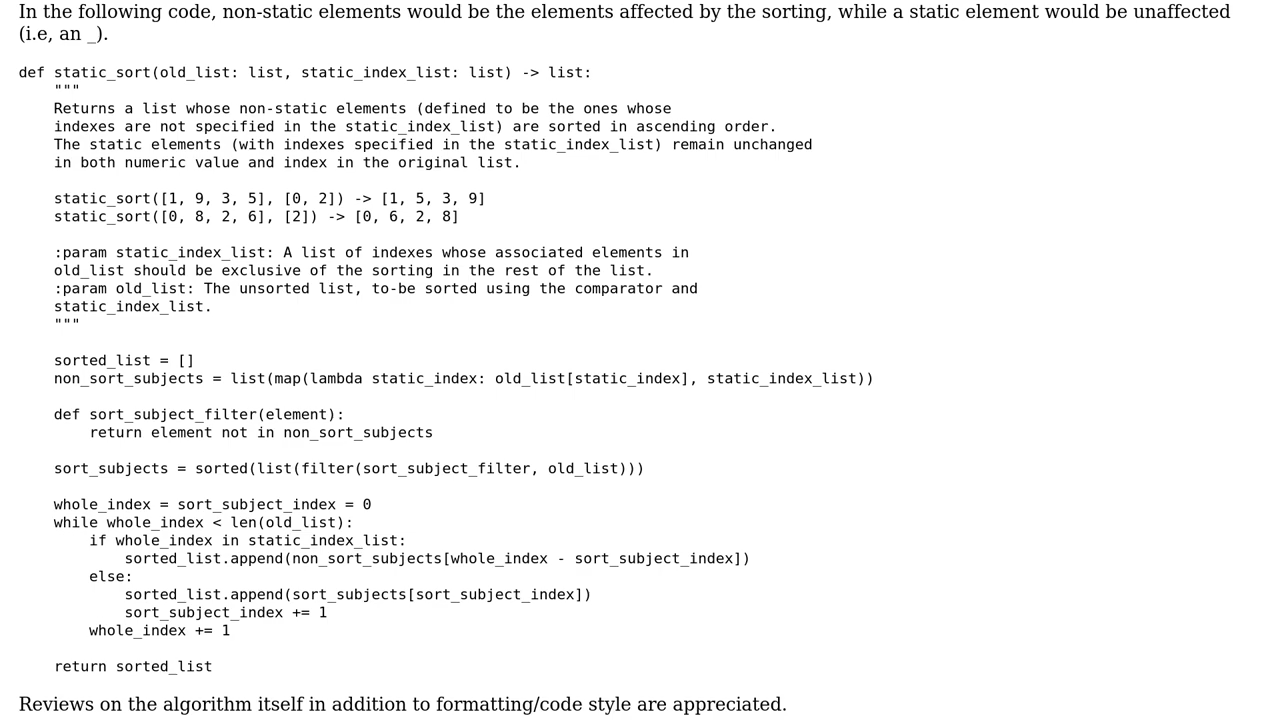 In the following code, non-static elements would be the elements affected by the sorting, while a static element would be unaffected
(i.e, an _).
def static_sort(old_list: list, static_index_list: list) -> list:
    """
    Returns a list whose non-static elements (defined to be the ones whose
    indexes are not specified in the static_index_list) are sorted in ascending order.
    The static elements (with indexes specified in the static_index_list) remain unchanged
    in both numeric value and index in the original list.
    static_sort([1, 9, 3, 5], [0, 2]) -> [1, 5, 3, 9]
    static_sort([0, 8, 2, 6], [2]) -> [0, 6, 2, 8]
    :param static_index_list: A list of indexes whose associated elements in
    old_list should be exclusive of the sorting in the rest of the list.
    :param old_list: The unsorted list, to-be sorted using the comparator and
    static_index_list.
    """
    sorted_list = []
    non_sort_subjects = list(map(lambda static_index: old_list[static_index], static_index_list))
    def sort_subject_filter(element):
        return element not in non_sort_subjects
    sort_subjects = sorted(list(filter(sort_subject_filter, old_list)))
    whole_index = sort_subject_index = 0
    while whole_index < len(old_list):
        if whole_index in static_index_list:
            sorted_list.append(non_sort_subjects[whole_index - sort_subject_index])
        else:
            sorted_list.append(sort_subjects[sort_subject_index])
            sort_subject_index += 1
        whole_index += 1
    return sorted_list
Reviews on the algorithm itself in addition to formatting/code style are appreciated.